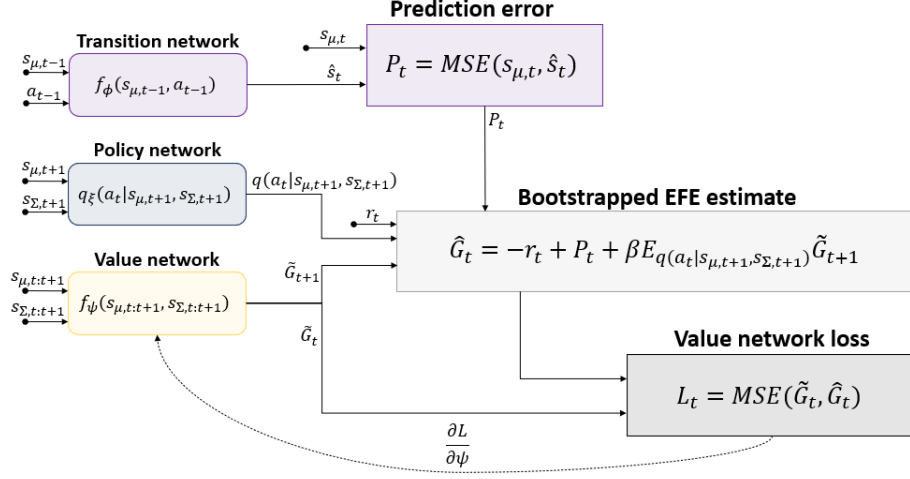 Prediction error
Transition network
s_{μ,t−1}
a_{t−1}
f_ϕ(s_{μ,t−1}, a_{t−1})
s_{μ,t}
ŝ_t
P_t = MSE(s_{μ,t}, ŝ_t)
P_t
Policy network
s_{μ,t+1}
s_{Σ,t+1}
q_ξ(a_t|s_{μ,t+1}, s_{Σ,t+1})
q(a_t|s_{μ,t+1}, s_{Σ,t+1})
r_t
Bootstrapped EFE estimate
Ĝ_t = −r_t + P_t + βE_{q(a_t|s_{μ,t+1},s_{Σ,t+1})} G̃_{t+1}
Value network
s_{μ,t:t+1}
s_{Σ,t:t+1}
f_ψ(s_{μ,t:t+1}, s_{Σ,t:t+1})
G̃_{t+1}
G̃_t
Value network loss
L_t = MSE(G̃_t, Ĝ_t)
∂L
∂ψ